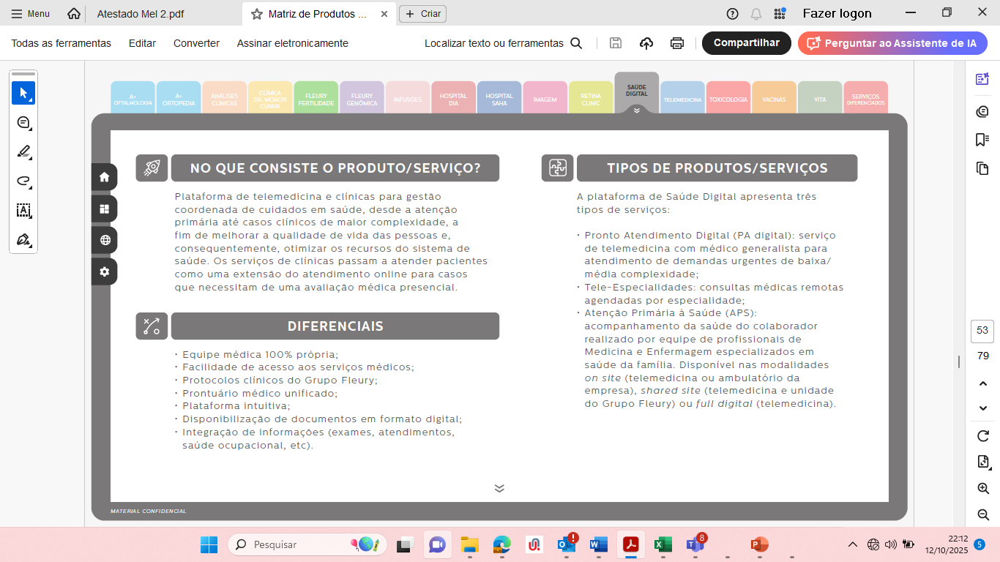 Menu
Atestado Mel 2.pdf
Matriz de Produtos ...
Criar
Fazer logon
Todas as ferramentas
Editar
Converter
Assinar eletronicamente
Localizar texto ou ferramentas
Compartilhar
Perguntar ao Assistente de IA
A+
OFTALMOLOGIA
A+
ORTOPEDIA
ANÁLISES
CLÍNICAS
CLÍNICA
DR. MOACIR
CUNHA
FLEURY
FERTILIDADE
FLEURY
GENÔMICA
INFUSÕES
HOSPITAL
DIA
HOSPITAL
SAHA
IMAGEM
RETINA
CLINIC
SAÚDE
DIGITAL
TELEMEDICINA
TOXICOLOGIA
VACINAS
VITA
SERVIÇOS
DIFERENCIADOS
NO QUE CONSISTE O PRODUTO/SERVIÇO?
Plataforma de telemedicina e clínicas para gestão
coordenada de cuidados em saúde, desde a atenção
primária até casos clínicos de maior complexidade, a
fim de melhorar a qualidade de vida das pessoas e,
consequentemente, otimizar os recursos do sistema de
saúde. Os serviços de clínicas passam a atender pacientes
como uma extensão do atendimento online para casos
que necessitam de uma avaliação médica presencial.
DIFERENCIAIS
• Equipe médica 100% própria;
• Facilidade de acesso aos serviços médicos;
• Protocolos clínicos do Grupo Fleury;
• Prontuário médico unificado;
• Plataforma intuitiva;
• Disponibilização de documentos em formato digital;
• Integração de informações (exames, atendimentos,
saúde ocupacional, etc).
TIPOS DE PRODUTOS/SERVIÇOS
A plataforma de Saúde Digital apresenta três
tipos de serviços:
• Pronto Atendimento Digital (PA digital): serviço
de telemedicina com médico generalista para
atendimento de demandas urgentes de baixa/
média complexidade;
• Tele-Especialidades: consultas médicas remotas
agendadas por especialidade;
• Atenção Primária à Saúde (APS):
acompanhamento da saúde do colaborador
realizado por equipe de profissionais de
Medicina e Enfermagem especializados em
saúde da família. Disponível nas modalidades
on site (telemedicina ou ambulatório da
empresa), shared site (telemedicina e unidade
do Grupo Fleury) ou full digital (telemedicina).
MATERIAL CONFIDENCIAL
53
79
Pesquisar
8
22:12
12/10/2025
5